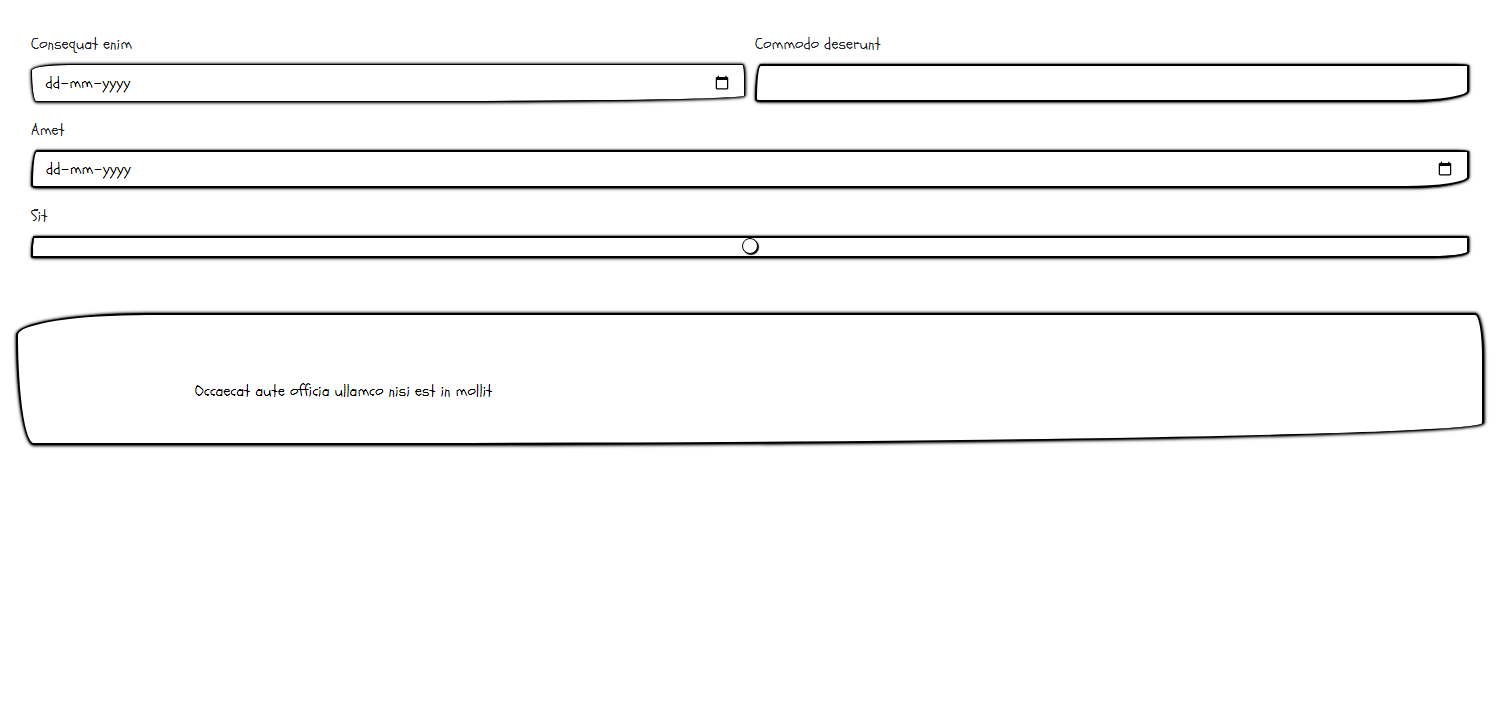 Consequat enim
Commodo deserunt
dd-mm-yyyy
Amet
dd-mm-yyyy
Sit
Occaecat aute officia ullamco nisi est in mollit